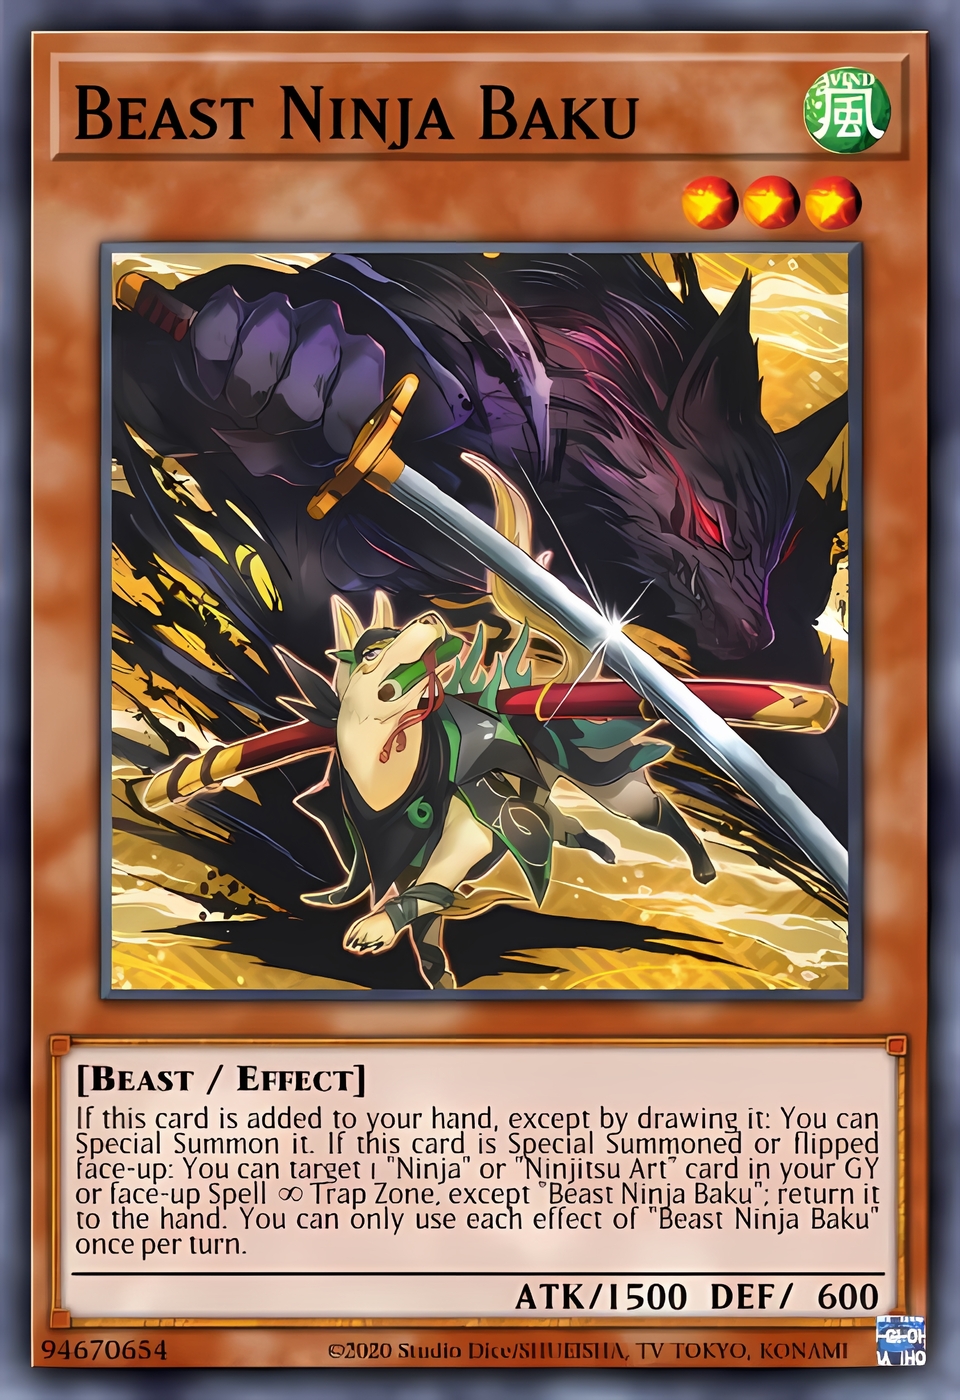 Beast Ninja Baku
WIND
風
[Beast / Effect]
If this card is added to your hand, except by drawing it: You can
Special Summon it. If this card is Special Summoned or flipped
face-up: You can target 1 "Ninja" or "Ninjitsu Art" card in your GY
or face-up Spell ∞ Trap Zone, except "Beast Ninja Baku"; return it
to the hand. You can only use each effect of "Beast Ninja Baku"
once per turn.
ATK/1500 DEF/ 600
94670654
©2020 Studio Dice/SHUEISHA, TV TOKYO, KONAMI